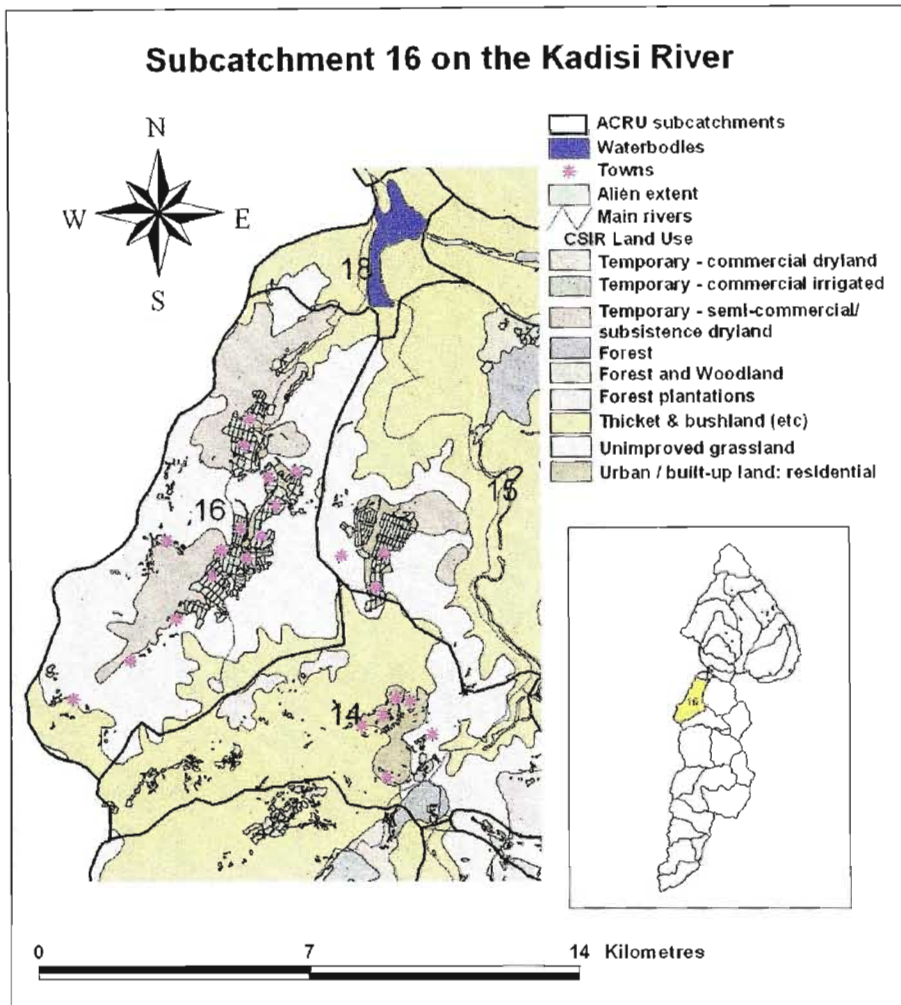 Subcatchment 16 on the Kadisi River
N
W
E
S
ACRU subcatchments
Waterbodies
Towns
Alien extent
Main rivers
CSIR Land Use
Temporary - commercial dryland
Temporary - commercial irrigated
Temporary - semi-commercial/
subsistence dryland
Forest
Forest and Woodland
Forest plantations
Thicket & bushland (etc)
Unimproved grassland
Urban / built-up land: residential
18
16
15
14
16
0
7
14 Kilometres